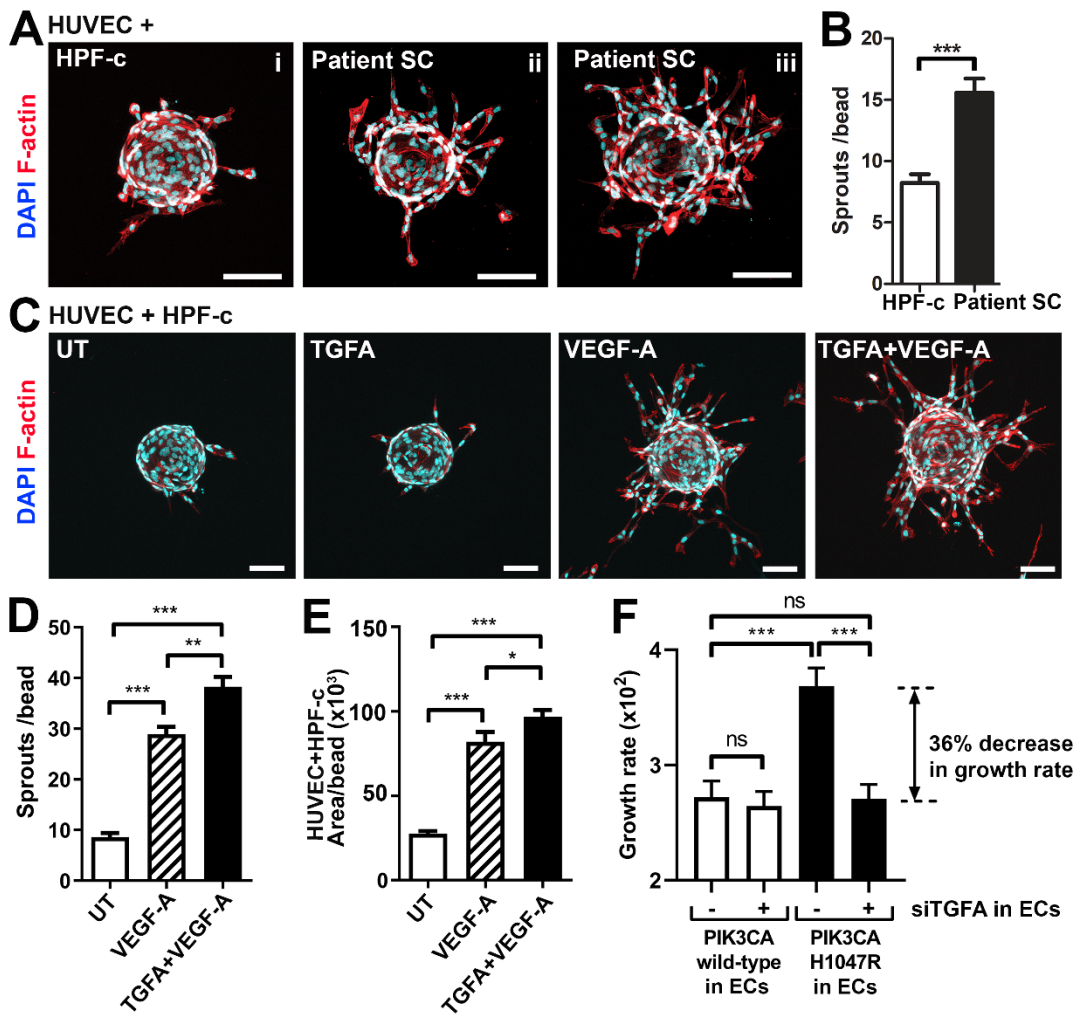 A HUVEC +
DAPI F-actin
HPF-c i
Patient SC ii
Patient SC iii
B
Sprouts /bead
20
15
10
5
0
***
HPF-c Patient SC
C HUVEC + HPF-c
DAPI F-actin
UT
TGFA
VEGF-A
TGFA+VEGF-A
D
Sprouts /bead
50
40
30
20
10
0
***
**
***
UT
VEGF-A
TGFA+VEGF-A
E
HUVEC+HPF-c
Area/bead (x10³)
150
100
50
0
***
*
***
UT
VEGF-A
TGFA+VEGF-A
F
Growth rate (x10²)
4
3
2
ns
*** ***
ns
36% decrease
in growth rate
- + - + siTGFA in ECs
PIK3CA PIK3CA
wild-type H1047R
in ECs in ECs